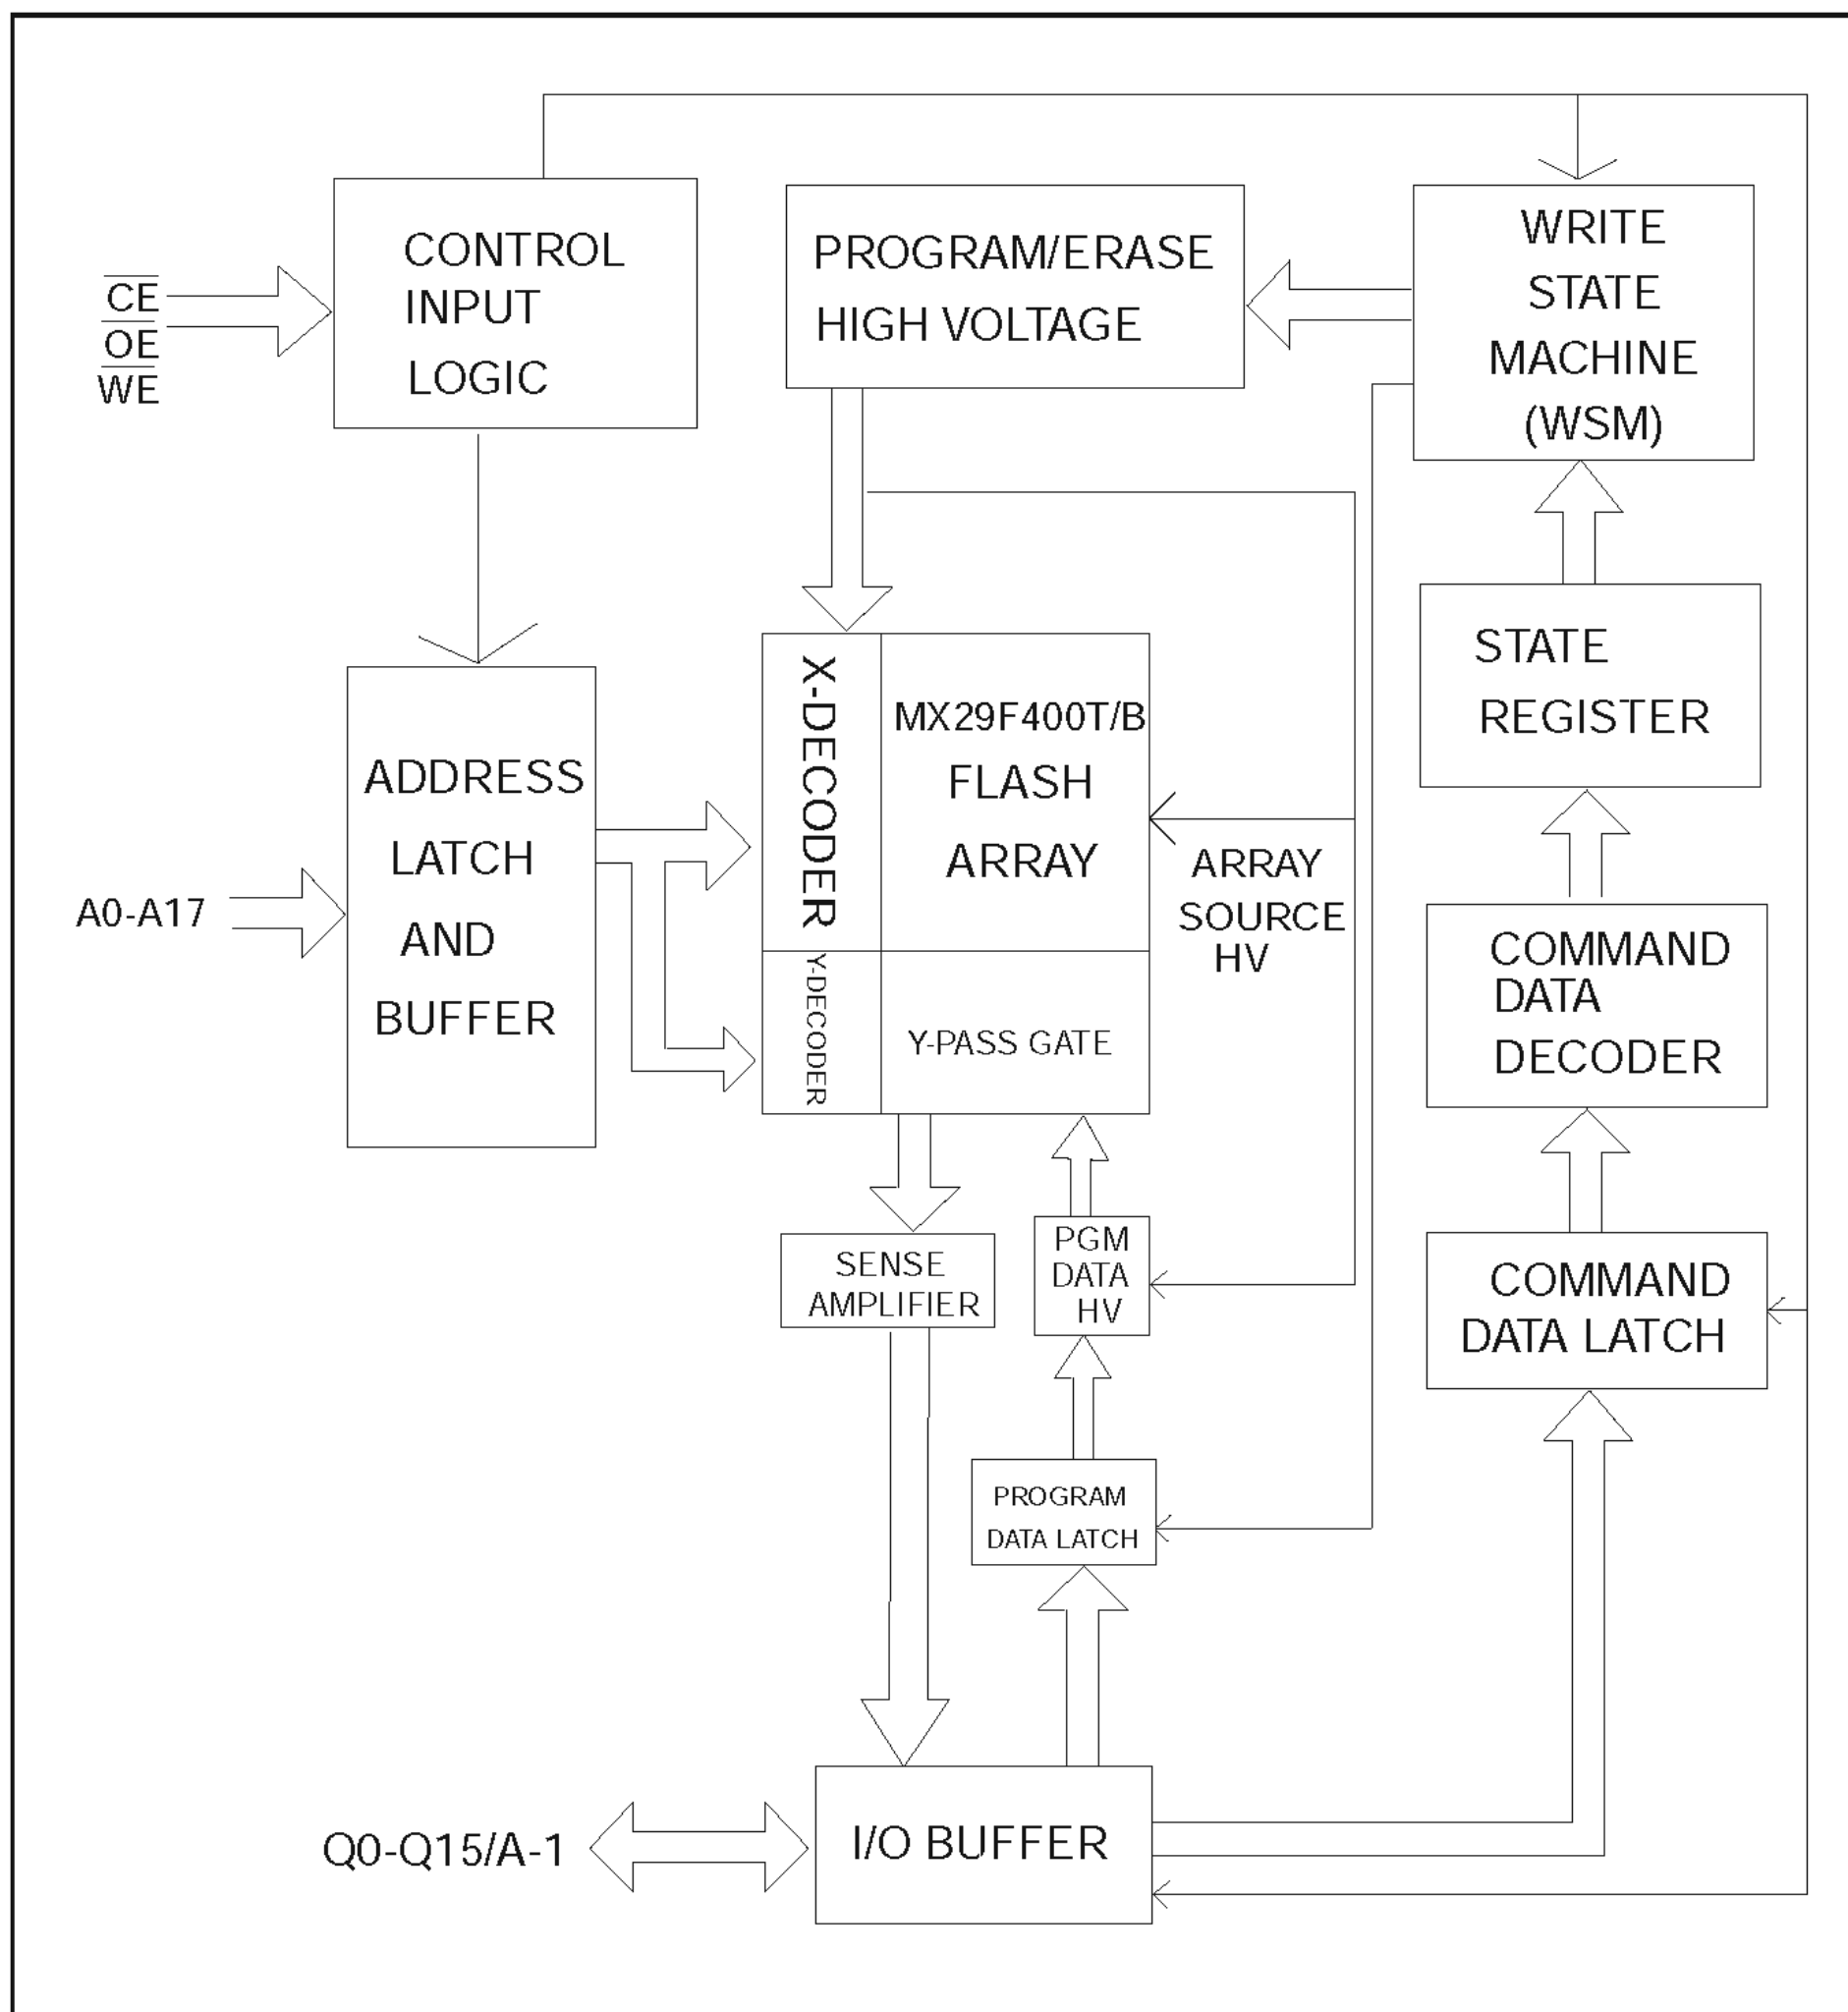 CE
OE
WE
CONTROL
INPUT
LOGIC
PROGRAM/ERASE
HIGH VOLTAGE
WRITE
STATE
MACHINE
(WSM)
STATE
REGISTER
A0-A17
ADDRESS
LATCH
AND
BUFFER
X-DECODER
MX29F400T/B
FLASH
ARRAY
ARRAY
SOURCE
HV
Y-DECODER
Y-PASS GATE
COMMAND
DATA
DECODER
SENSE
AMPLIFIER
PGM
DATA
HV
COMMAND
DATA LATCH
PROGRAM
DATA LATCH
Q0-Q15/A-1
I/O BUFFER